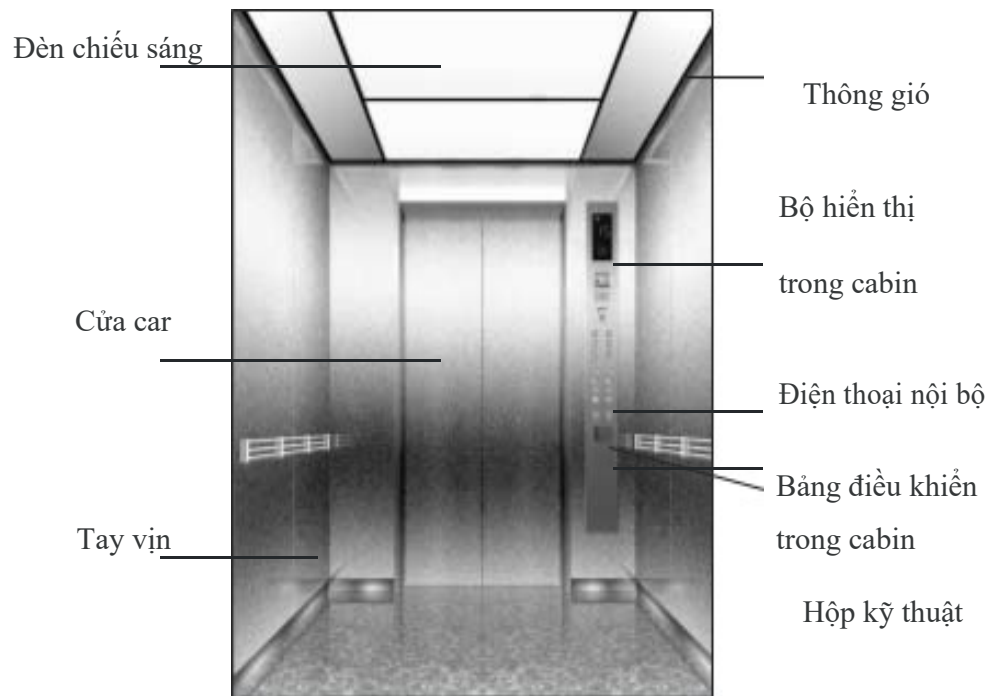 Đèn chiếu sáng
Thông gió
Bộ hiển thị
trong cabin
Cửa car
Điện thoại nội bộ
Bảng điều khiển
trong cabin
Tay vịn
Hộp kỹ thuật